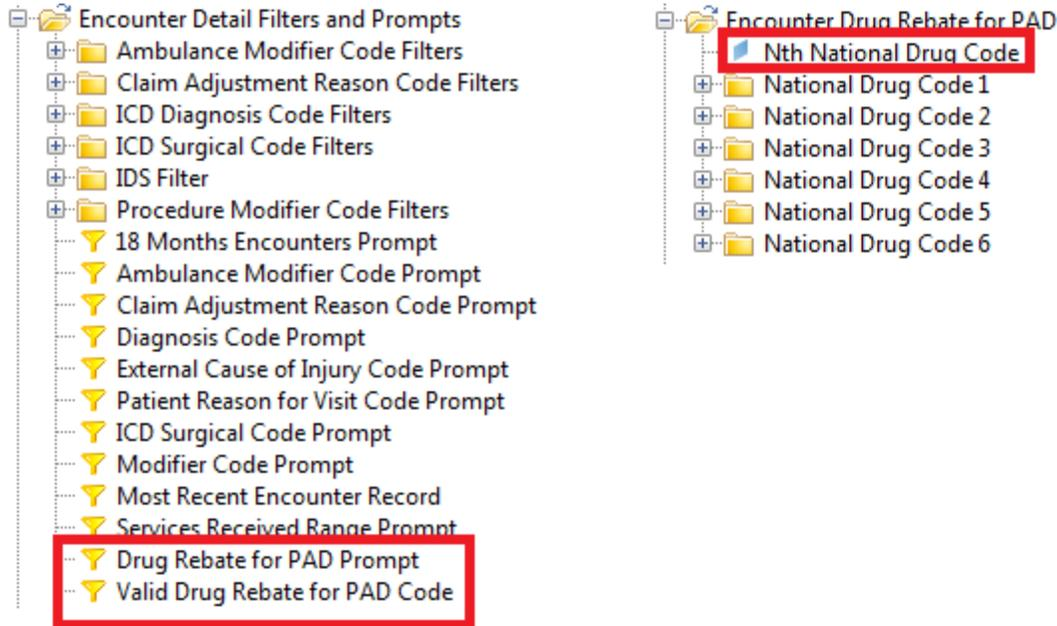 Encounter Detail Filters and Prompts
Ambulance Modifier Code Filters
Claim Adjustment Reason Code Filters
ICD Diagnosis Code Filters
ICD Surgical Code Filters
IDS Filter
Procedure Modifier Code Filters
18 Months Encounters Prompt
Ambulance Modifier Code Prompt
Claim Adjustment Reason Code Prompt
Diagnosis Code Prompt
External Cause of Injury Code Prompt
Patient Reason for Visit Code Prompt
ICD Surgical Code Prompt
Modifier Code Prompt
Most Recent Encounter Record
Services Received Range Prompt
Drug Rebate for PAD Prompt
Valid Drug Rebate for PAD Code
Encounter Drug Rebate for PAD
Nth National Drug Code
National Drug Code 1
National Drug Code 2
National Drug Code 3
National Drug Code 4
National Drug Code 5
National Drug Code 6